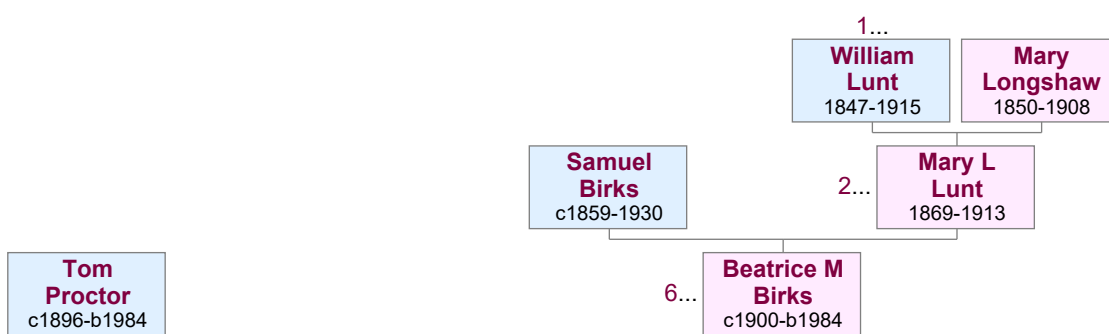 1...
William
Lunt
1847-1915
Mary
Longshaw
1850-1908
Samuel
Birks
c1859-1930
2...
Mary L
Lunt
1869-1913
Tom
Proctor
c1896-b1984
6...
Beatrice M
Birks
c1900-b1984